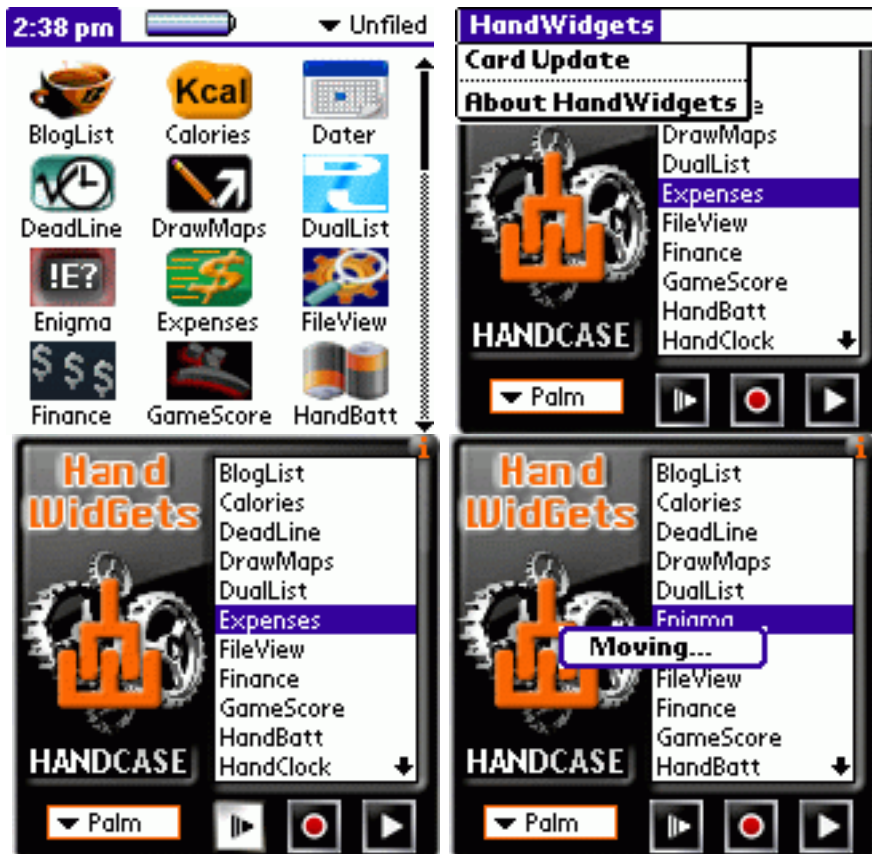 2:38 pm Unfiled
Kcal
BlogList Calories Dater
DeadLine DrawMaps DualList
!E?
Enigma Expenses FileView
$ $ $
Finance GameScore HandBatt
HandWidgets
Card Update
About HandWidgets
DrawMaps
DualList
Expenses
FileView
Finance
GameScore
HandBatt
HandClock
HANDCASE
Palm
i
Hand
WidGets
BlogList
Calories
DeadLine
DrawMaps
DualList
Expenses
FileView
Finance
GameScore
HandBatt
HandClock
HANDCASE
Palm
i
Hand
WidGets
BlogList
Calories
DeadLine
DrawMaps
DualList
Enigma
Moving...
FileView
Finance
GameScore
HandBatt
HANDCASE
Palm